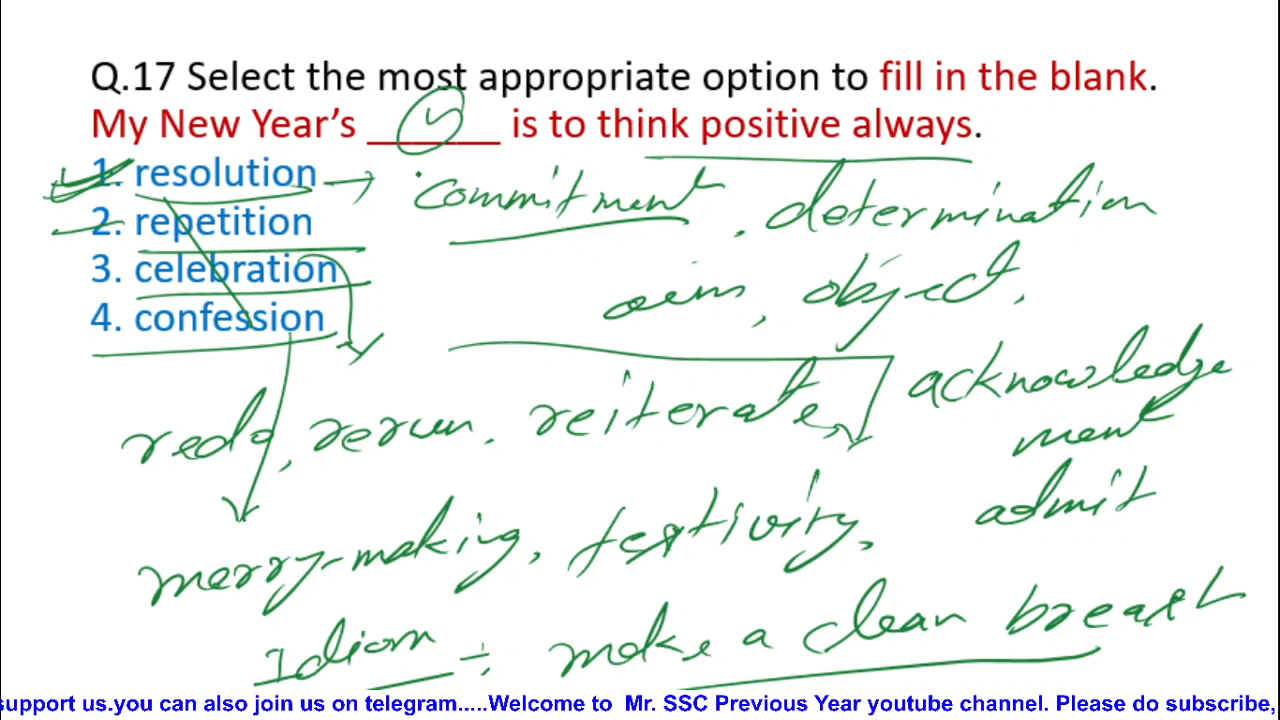 Q.17 Select the most appropriate option to fill in the blank.
My New Year's ______ is to think positive always.
1. resolution → commitment, determination
2. repetition
3. celebration aim, object,
4. confession
acknowledge
redo, rerun, reiterate,
ment
admit
merry-making, festivity,
Idiom ÷ make a clean breast
support us.you can also join us on telegram.....Welcome to Mr. SSC Previous Year youtube channel. Please do subscribe,